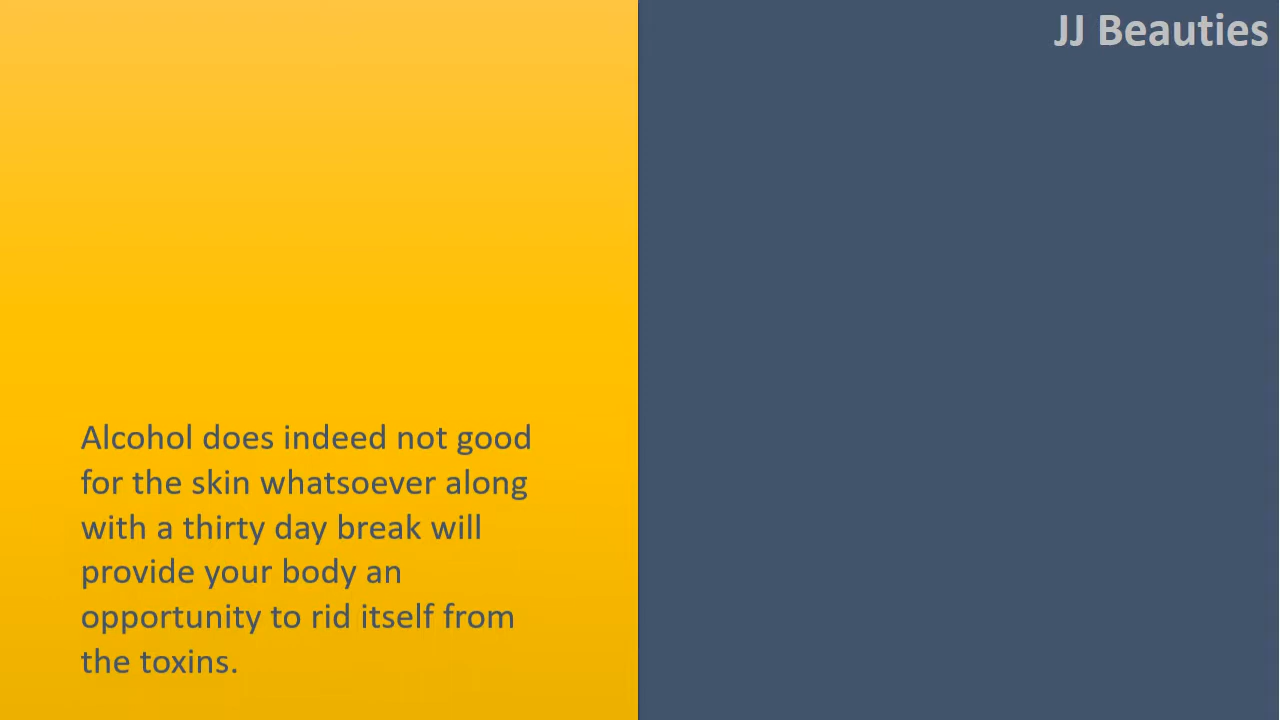 JJ Beauties
Alcohol does indeed not good
for the skin whatsoever along
with a thirty day break will
provide your body an
opportunity to rid itself from
the toxins.